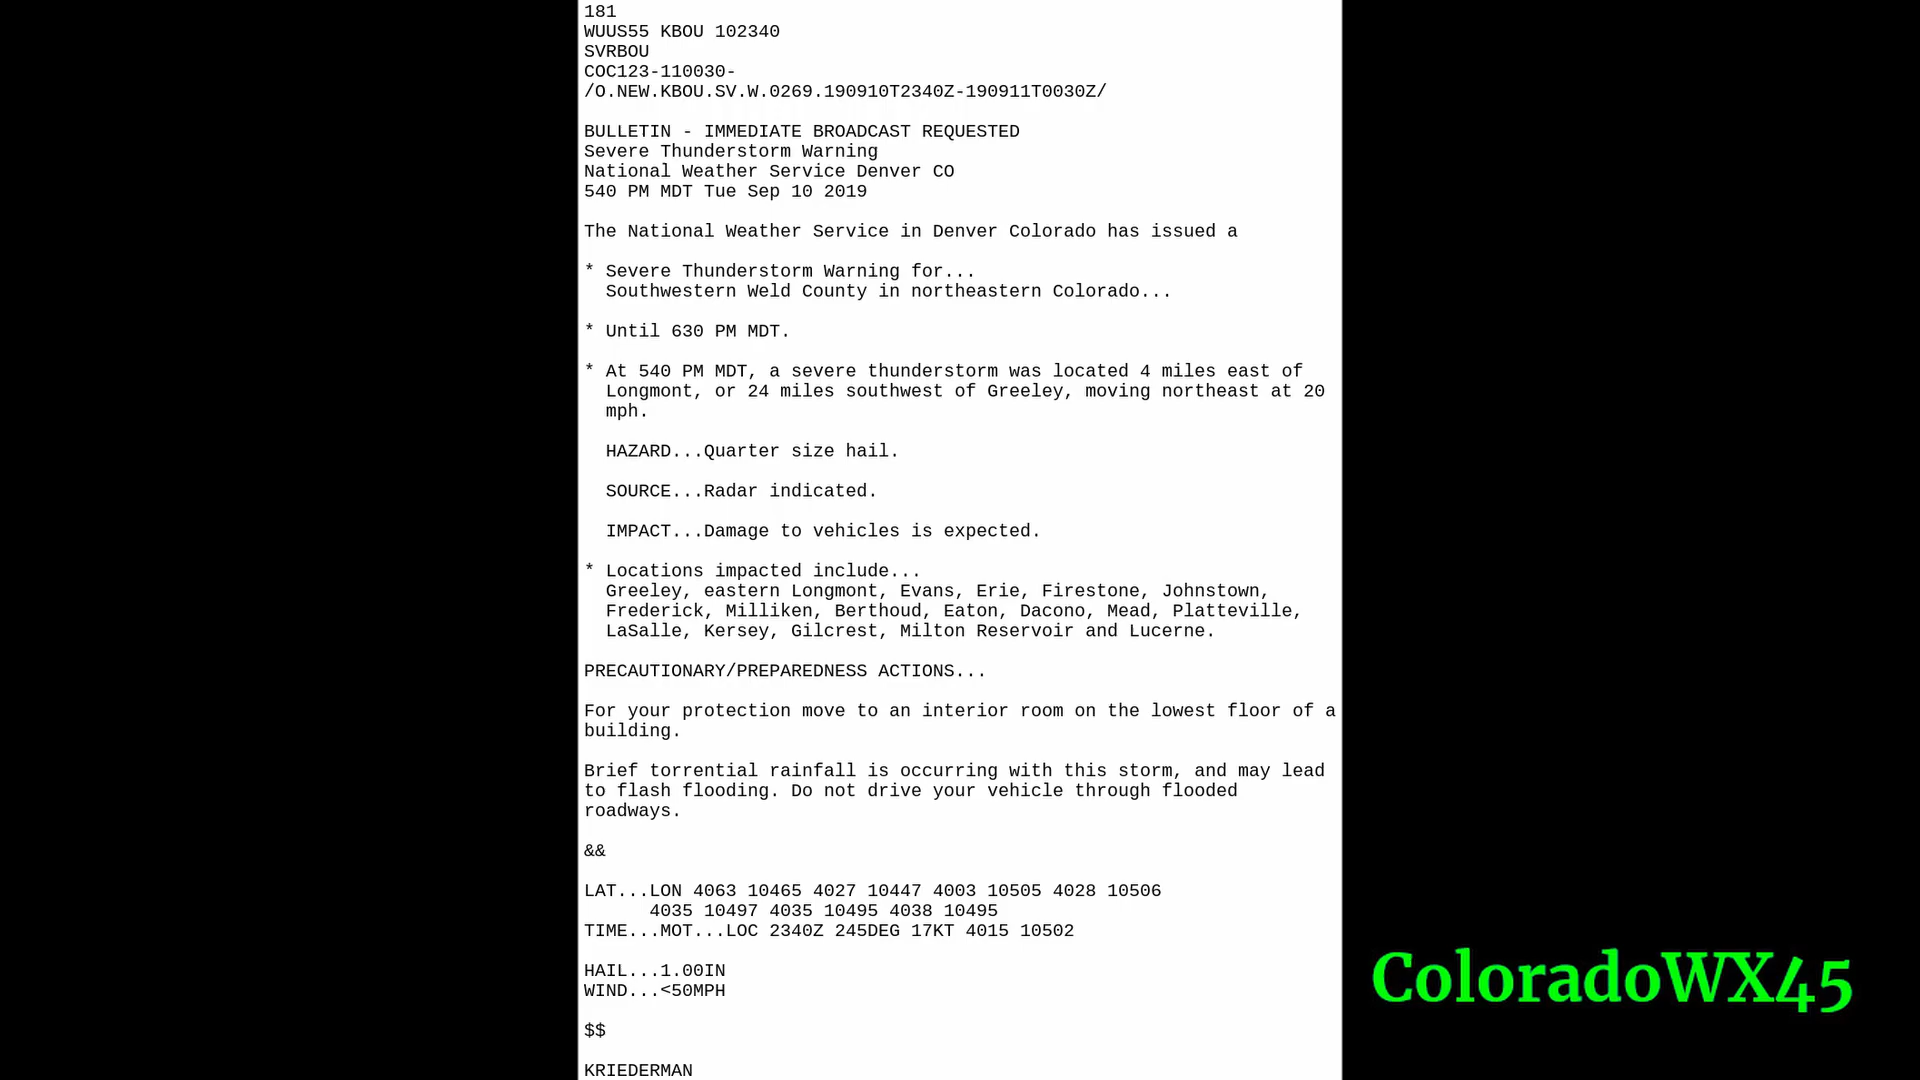 181
WUUS55 KBOU 102340
SVRBOU
COC123-110030-
/O.NEW.KBOU.SV.W.0269.190910T2340Z-190911T0030Z/
BULLETIN - IMMEDIATE BROADCAST REQUESTED
Severe Thunderstorm Warning
National Weather Service Denver CO
540 PM MDT Tue Sep 10 2019
The National Weather Service in Denver Colorado has issued a
* Severe Thunderstorm Warning for...
Southwestern Weld County in northeastern Colorado...
* Until 630 PM MDT.
* At 540 PM MDT, a severe thunderstorm was located 4 miles east of
Longmont, or 24 miles southwest of Greeley, moving northeast at 20
mph.
HAZARD...Quarter size hail.
SOURCE...Radar indicated.
IMPACT...Damage to vehicles is expected.
* Locations impacted include...
Greeley, eastern Longmont, Evans, Erie, Firestone, Johnstown,
Frederick, Milliken, Berthoud, Eaton, Dacono, Mead, Platteville,
LaSalle, Kersey, Gilcrest, Milton Reservoir and Lucerne.
PRECAUTIONARY/PREPAREDNESS ACTIONS...
For your protection move to an interior room on the lowest floor of a
building.
Brief torrential rainfall is occurring with this storm, and may lead
to flash flooding. Do not drive your vehicle through flooded
roadways.
&&
LAT...LON 4063 10465 4027 10447 4003 10505 4028 10506
4035 10497 4035 10495 4038 10495
TIME...MOT...LOC 2340Z 245DEG 17KT 4015 10502
HAIL...1.00IN
WIND...<50MPH
$$
KRIEDERMAN
ColoradoWX45